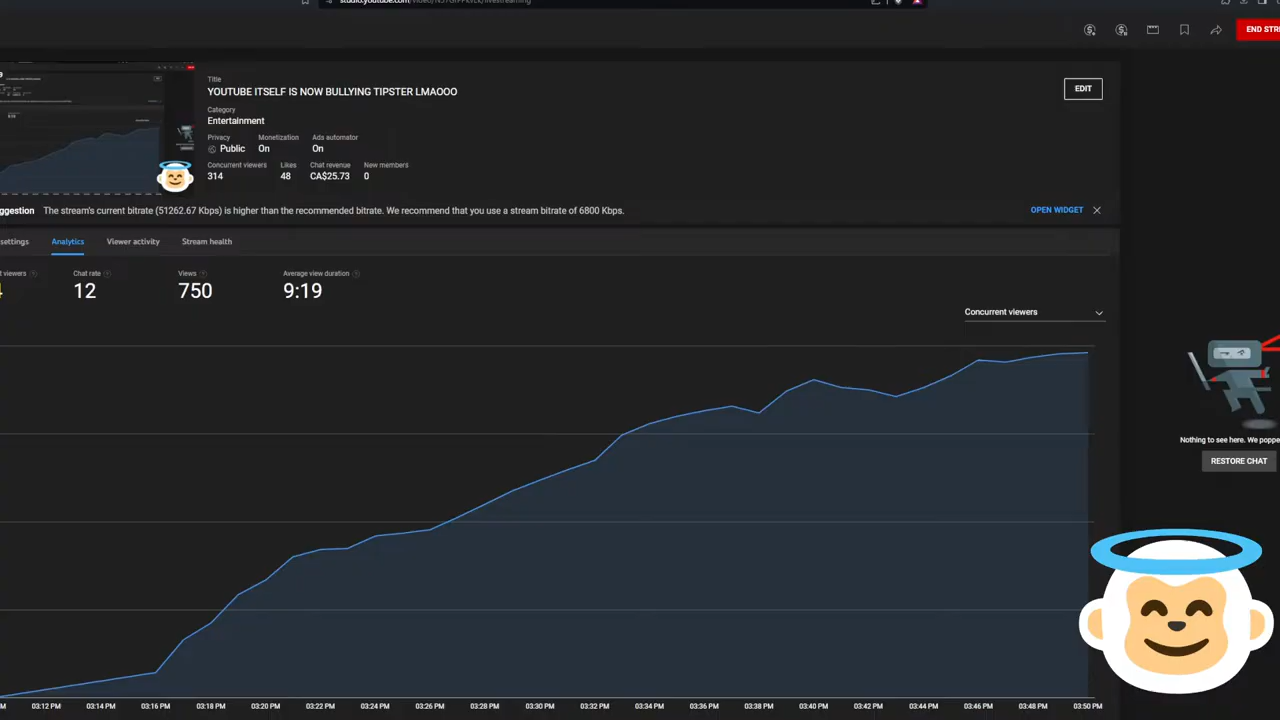 END STR
Title
YOUTUBE ITSELF IS NOW BULLYING TIPSTER LMAOOO
EDIT
Category
Entertainment
Privacy Monetization Ads automator
Public On On
Concurrent viewers Likes Chat revenue New members
314 48 CA$25.73 0
ggestion The stream's current bitrate (51262.67 Kbps) is higher than the recommended bitrate. We recommend that you use a stream bitrate of 6800 Kbps. OPEN WIDGET
settings Analytics Viewer activity Stream health
t viewers Chat rate Views Average view duration
4 12 750 9:19
Concurrent viewers
Nothing to see here. We poppe
RESTORE CHAT
M 03:12 PM 03:14 PM 03:16 PM 03:18 PM 03:20 PM 03:22 PM 03:24 PM 03:26 PM 03:28 PM 03:30 PM 03:32 PM 03:34 PM 03:36 PM 03:38 PM 03:40 PM 03:42 PM 03:44 PM 03:46 PM 03:48 PM 03:50 PM